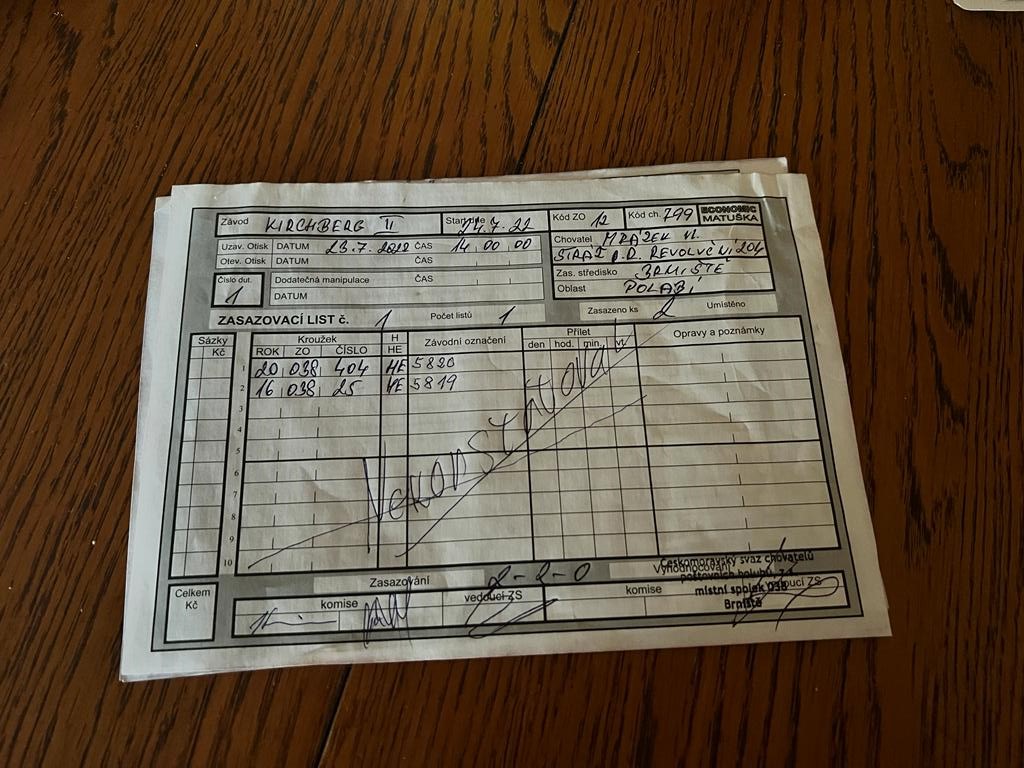 Závod KIRCHBERG II Start dne 24.7.22 Kód ZO 12 Kód ch. 799 ECONOMEC MATUŠKA
Uzav. Otisk DATUM 23.7.2022 ČAS 14 00 00
Otev. Otisk DATUM ČAS
Chovatel MRÁZEK Vl.
STRÁŽ P.R. REVOLUČNÍ 204
Zas. středisko BRNIŠTĚ
Oblast POLABÍ
Číslo dut. 1
Dodatečná manipulace ČAS
DATUM
ZASAZOVACÍ LIST č. 1 Počet listů 1 Zasazeno ks 2 Umístěno
Sázky Kč Kroužek H Závodní označení Přílet Opravy a poznámky
ROK ZO ČÍSLO HE den hod. min. vt.
1 20 038 404 HE 5820
2 16 038 25 HE 5819
3
4
5
6
7
8
9
10
Nekonstatoval
Celkem Kč
Zasazování 2-2-0 Vyhodnocování
komise vedoucí ZS komise vedoucí ZS
Českomoravský svaz chovatelů
poštovních holubů
místní spolek 038
Brniště